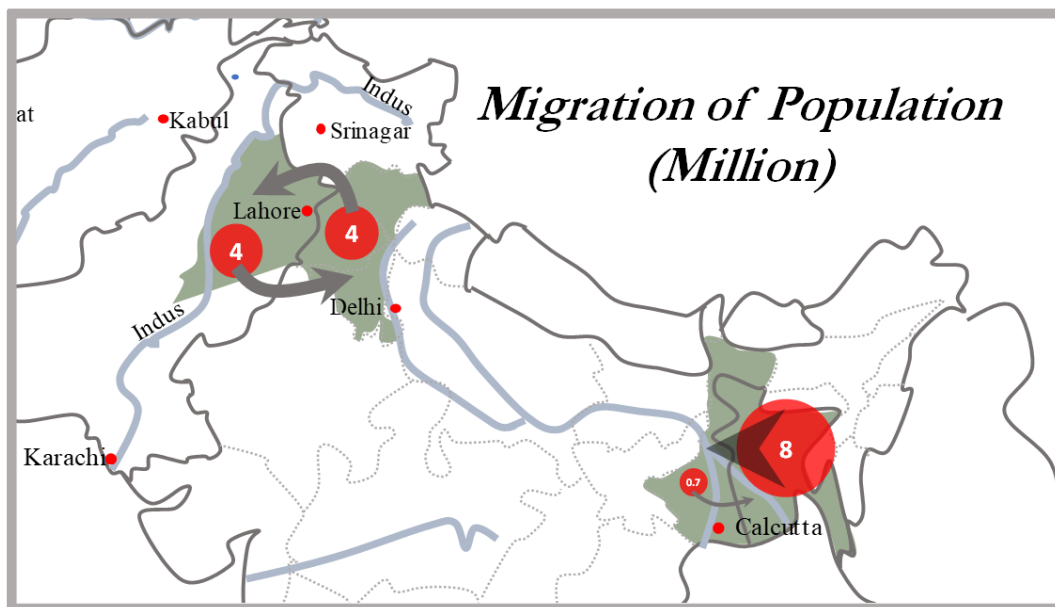 Migration of Population
(Million)
Indus
at
Kabul
Srinagar
Lahore
4
4
Delhi
Indus
Karachi
8
0.7
Calcutta